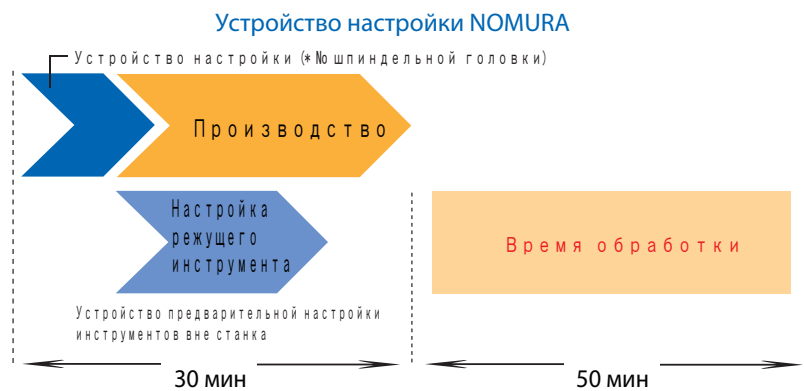 Устройство настройки NOMURA
Устройство настройки (* № шпиндельной головки)
Производство
Настройка
режущего
инструмента
Время обработки
Устройство предварительной настройки
инструментов вне станка
30 мин
50 мин